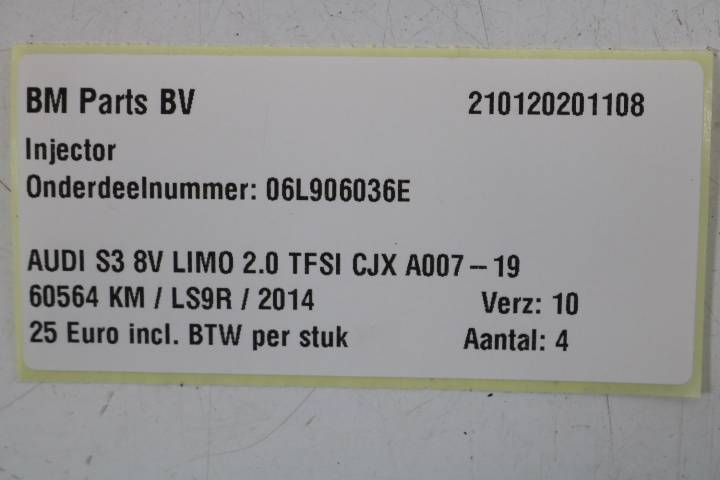 BM Parts BV 210120201108
Injector
Onderdeelnummer: 06L906036E
AUDI S3 8V LIMO 2.0 TFSI CJX A007-19
60564 KM / LS9R / 2014 Verz: 10
25 Euro incl. BTW per stuk Aantal: 4